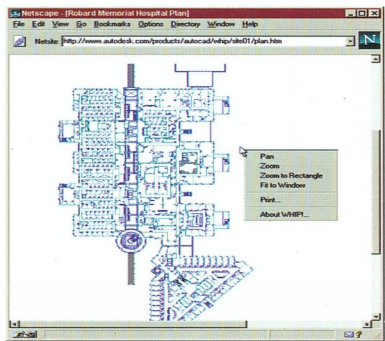 Netscape - [Robard Memorial Hospital Plan]
File Edit View Go Bookmarks Options Directory Window Help
Netsite: http://www.autodesk.com/products/autocad/whip/site01/plan.htm
N
Pan
Zoom
Zoom to Rectangle
Fit to Window
Print...
About WHIP!...